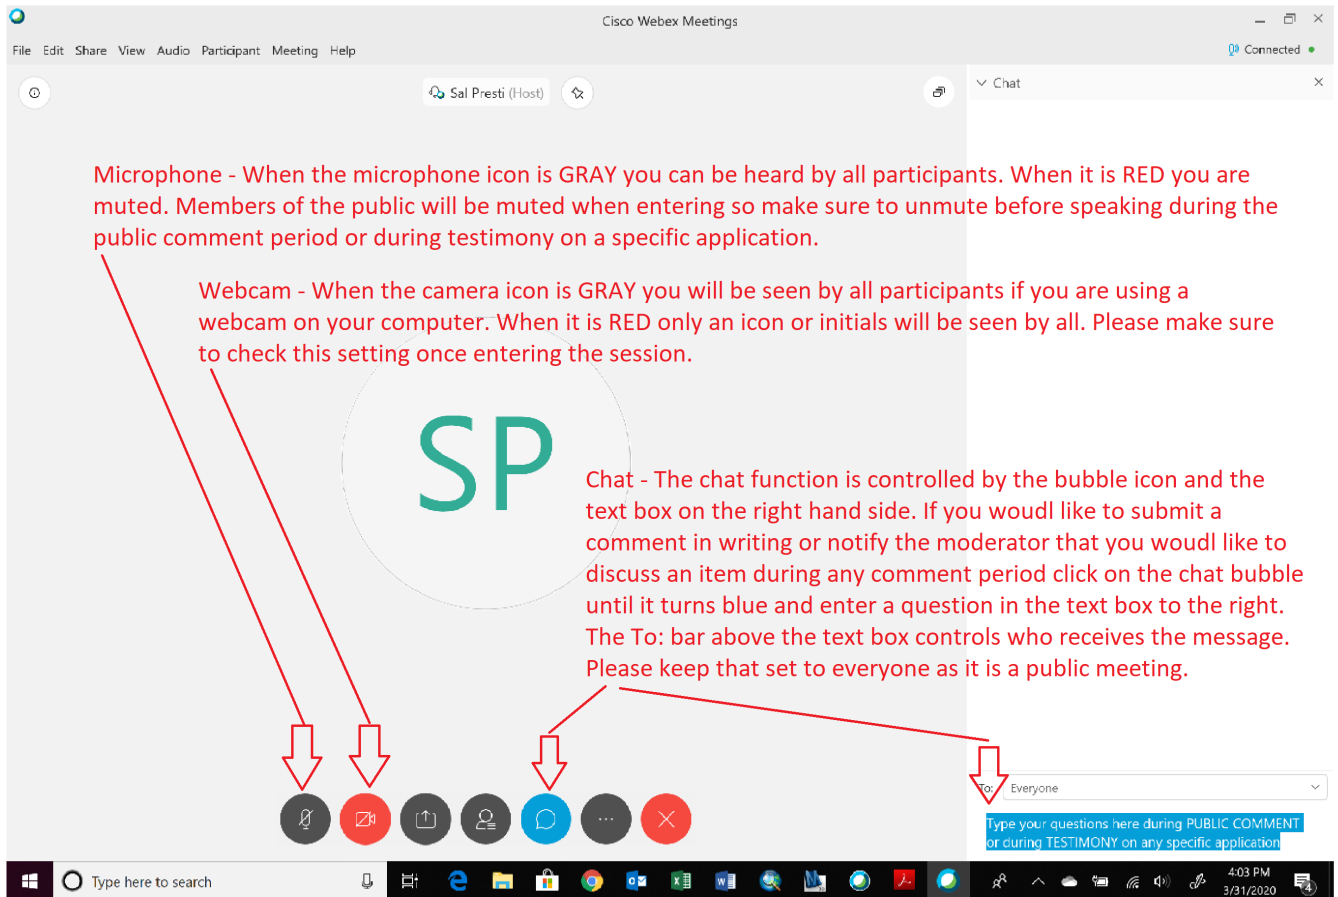 Cisco Webex Meetings
File Edit Share View Audio Participant Meeting Help
Connected
Sal Presti (Host)
Chat
Microphone - When the microphone icon is GRAY you can be heard by all participants. When it is RED you are
muted. Members of the public will be muted when entering so make sure to unmute before speaking during the
public comment period or during testimony on a specific application.
Webcam - When the camera icon is GRAY you will be seen by all participants if you are using a
webcam on your computer. When it is RED only an icon or initials will be seen by all. Please make sure
to check this setting once entering the session.
SP
Chat - The chat function is controlled by the bubble icon and the
text box on the right hand side. If you woudl like to submit a
comment in writing or notify the moderator that you woudl like to
discuss an item during any comment period click on the chat bubble
until it turns blue and enter a question in the text box to the right.
The To: bar above the text box controls who receives the message.
Please keep that set to everyone as it is a public meeting.
To: Everyone
Type your questions here during PUBLIC COMMENT
or during TESTIMONY on any specific application
Type here to search
4:03 PM
3/31/2020
4